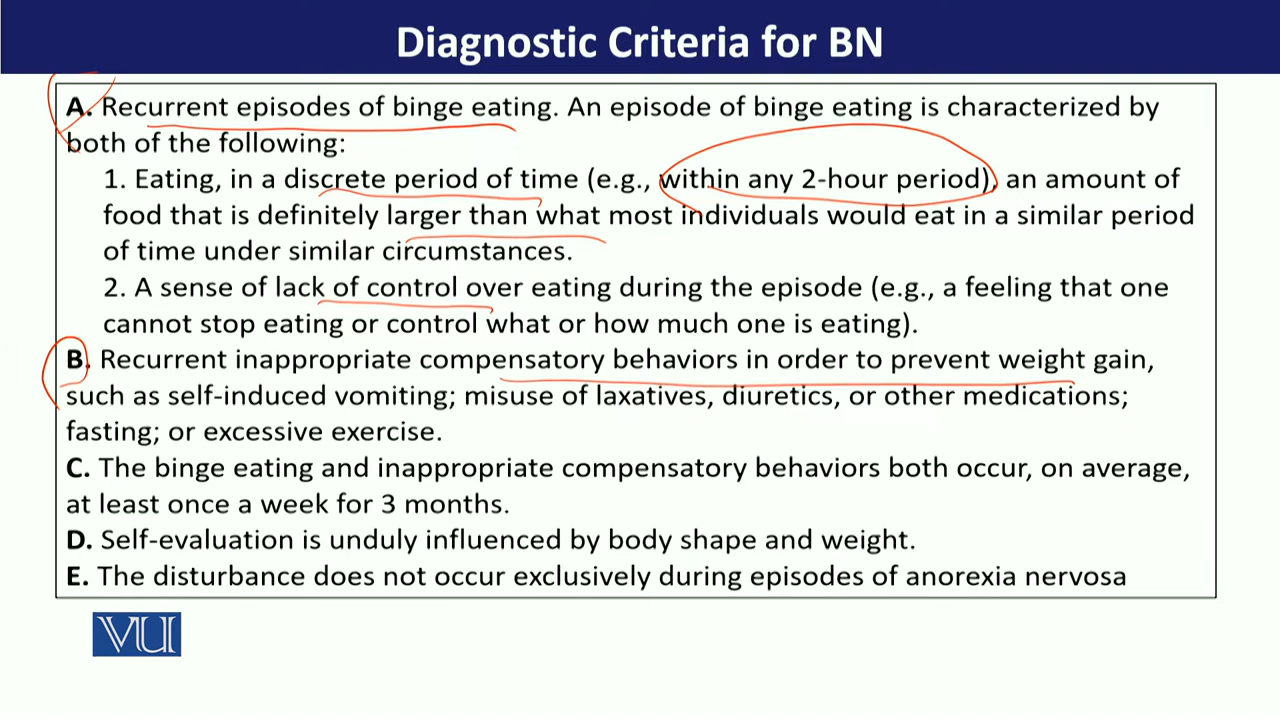 Diagnostic Criteria for BN
A. Recurrent episodes of binge eating. An episode of binge eating is characterized by
both of the following:
1. Eating, in a discrete period of time (e.g., within any 2-hour period), an amount of
food that is definitely larger than what most individuals would eat in a similar period
of time under similar circumstances.
2. A sense of lack of control over eating during the episode (e.g., a feeling that one
cannot stop eating or control what or how much one is eating).
B. Recurrent inappropriate compensatory behaviors in order to prevent weight gain,
such as self-induced vomiting; misuse of laxatives, diuretics, or other medications;
fasting; or excessive exercise.
C. The binge eating and inappropriate compensatory behaviors both occur, on average,
at least once a week for 3 months.
D. Self-evaluation is unduly influenced by body shape and weight.
E. The disturbance does not occur exclusively during episodes of anorexia nervosa
VU